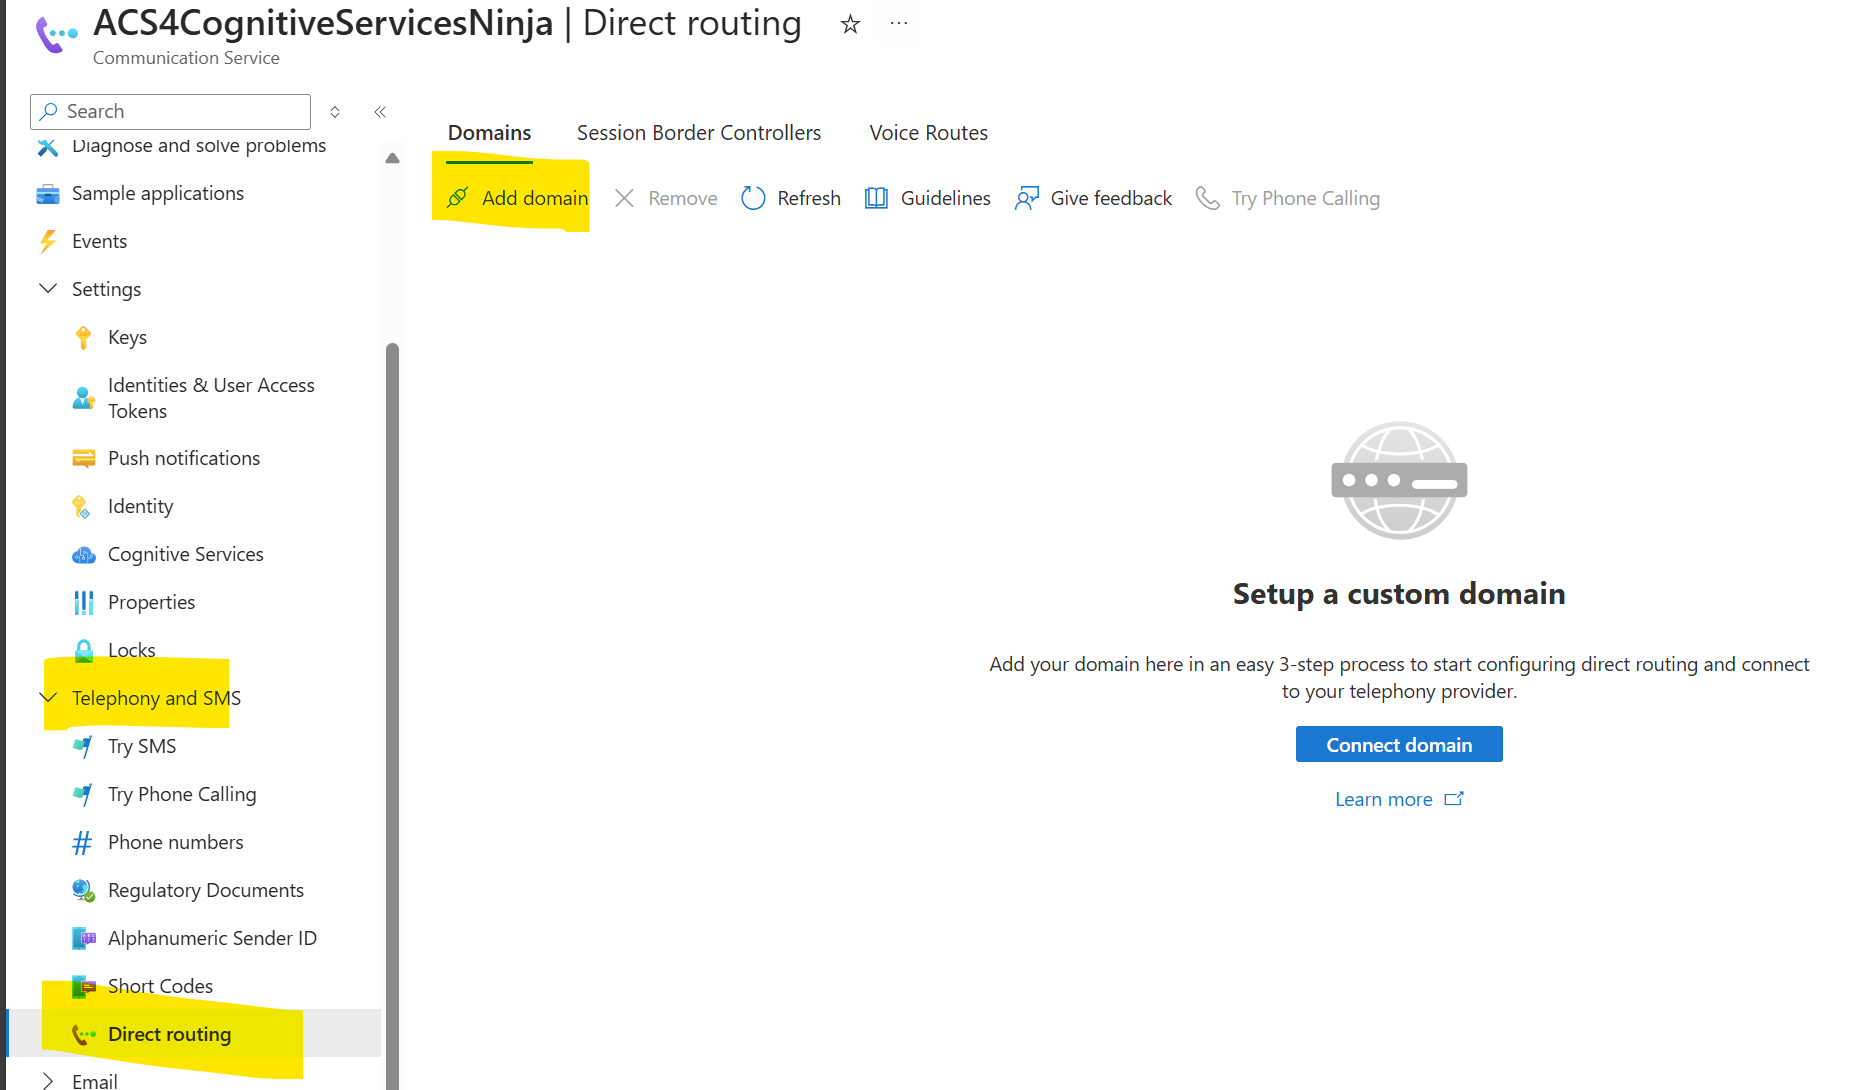 ACS4CognitiveServicesNinja | Direct routing
Communication Service
Search
Diagnose and solve problems
Sample applications
Events
Settings
Keys
Identities & User Access
Tokens
Push notifications
Identity
Cognitive Services
Properties
Locks
Telephony and SMS
Try SMS
Try Phone Calling
Phone numbers
Regulatory Documents
Alphanumeric Sender ID
Short Codes
Direct routing
Email
Domains Session Border Controllers Voice Routes
Add domain Remove Refresh Guidelines Give feedback Try Phone Calling
Setup a custom domain
Add your domain here in an easy 3-step process to start configuring direct routing and connect
to your telephony provider.
Connect domain
Learn more